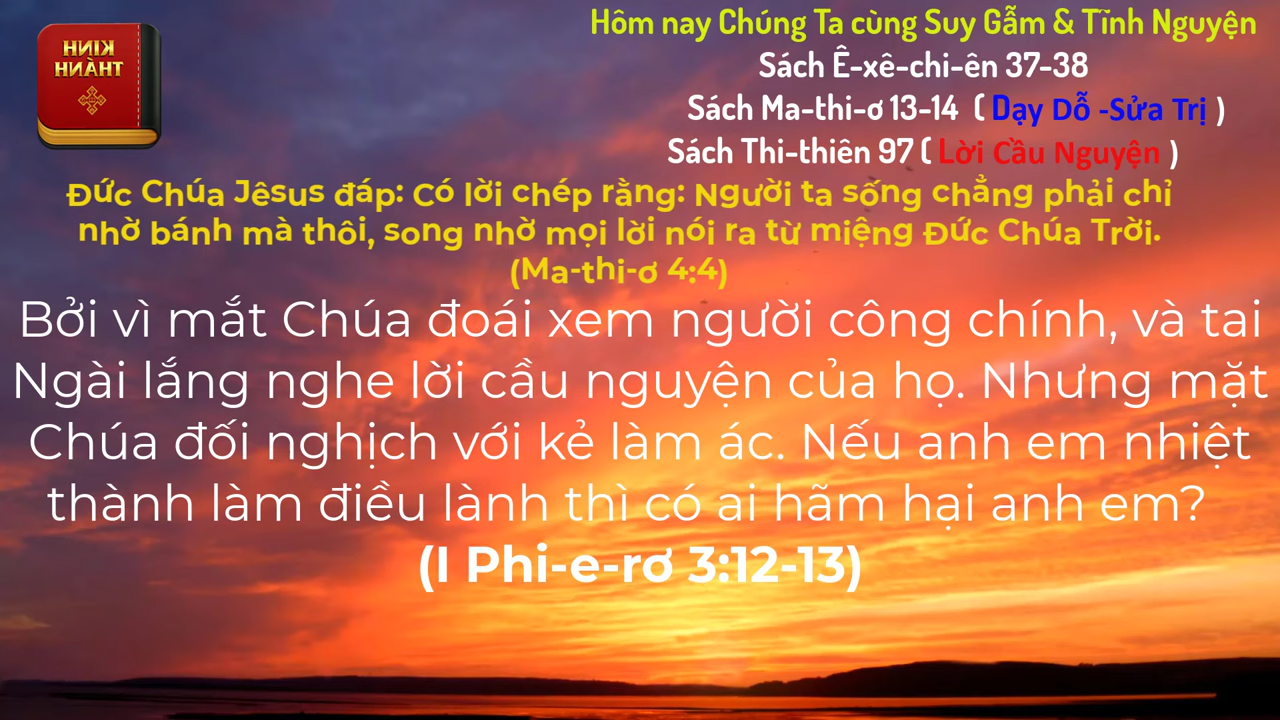 KINH
THÁNH
Hôm nay Chúng Ta cùng Suy Gẫm & Tĩnh Nguyện
Sách Ê-xê-chi-ên 37-38
Sách Ma-thi-ơ 13-14 ( Dạy Dỗ -Sửa Trị )
Sách Thi-thiên 97 ( Lời Cầu Nguyện )
Đức Chúa Jêsus đáp: Có lời chép rằng: Người ta sống chẳng phải chỉ
nhờ bánh mà thôi, song nhờ mọi lời nói ra từ miệng Đức Chúa Trời.
(Ma-thi-ơ 4:4)
Bởi vì mắt Chúa đoái xem người công chính, và tai
Ngài lắng nghe lời cầu nguyện của họ. Nhưng mặt
Chúa đối nghịch với kẻ làm ác. Nếu anh em nhiệt
thành làm điều lành thì có ai hãm hại anh em?
(I Phi-e-rơ 3:12-13)